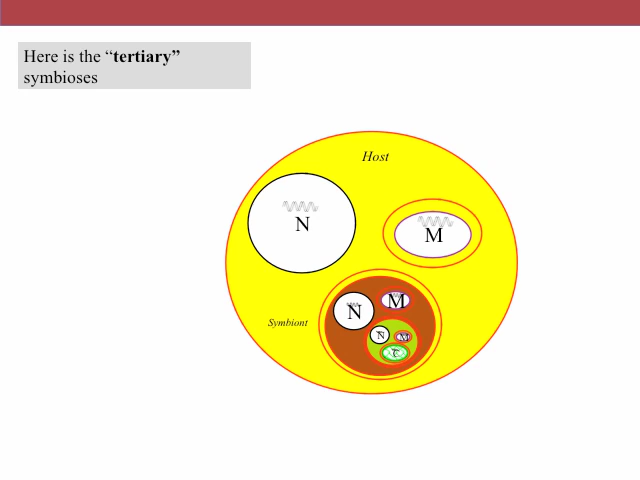 Here is the “tertiary”
symbioses
Host
N
M
Symbiont
N
M
N
M
C